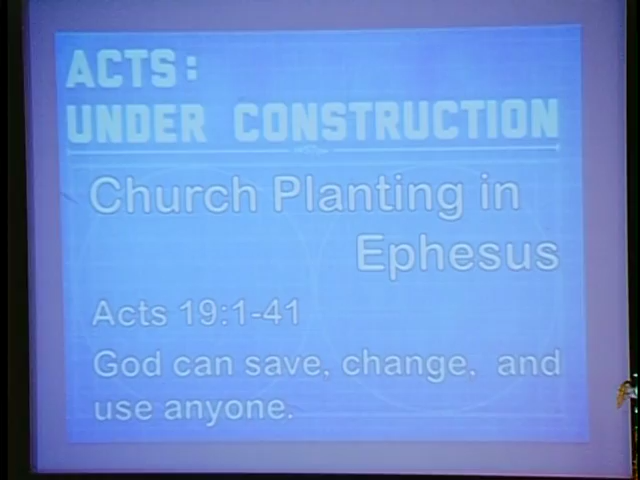 ACTS:
UNDER CONSTRUCTION
Church Planting in
Ephesus
Acts 19:1-41
God can save, change, and
use anyone.